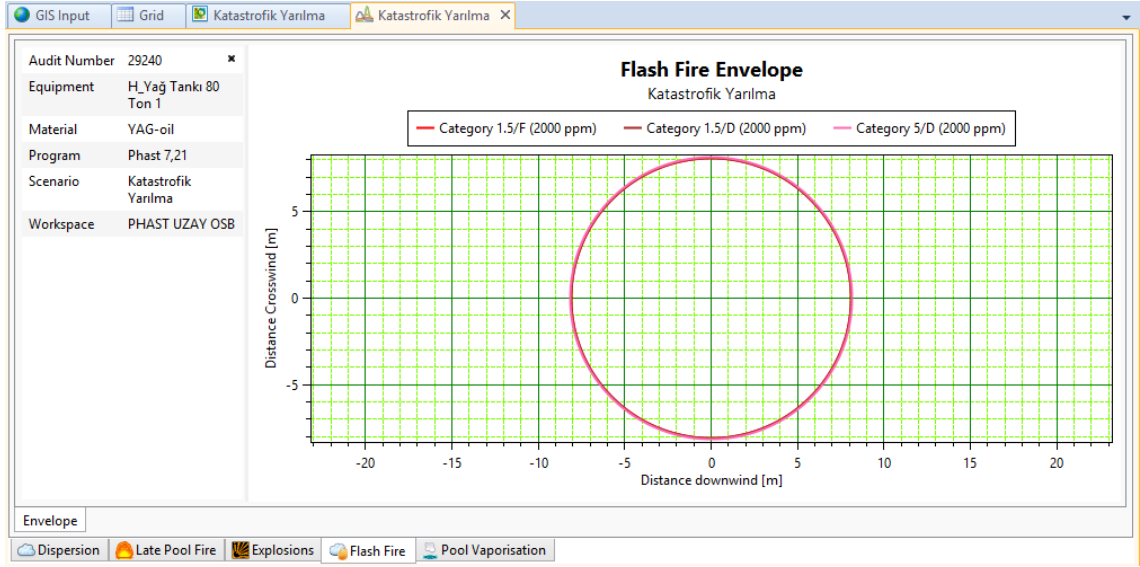 GIS Input Grid Katastrofik Yarılma Katastrofik Yarılma
Audit Number 29240
Equipment H_Yağ Tankı 80
Ton 1
Material YAG-oil
Program Phast 7,21
Scenario Katastrofik
Yarılma
Workspace PHAST UZAY OSB
Flash Fire Envelope
Katastrofik Yarılma
Category 1.5/F (2000 ppm) Category 1.5/D (2000 ppm) Category 5/D (2000 ppm)
Distance Crosswind [m]
5
0
-5
-20 -15 -10 -5 0 5 10 15 20
Distance downwind [m]
Envelope
Dispersion Late Pool Fire Explosions Flash Fire Pool Vaporisation